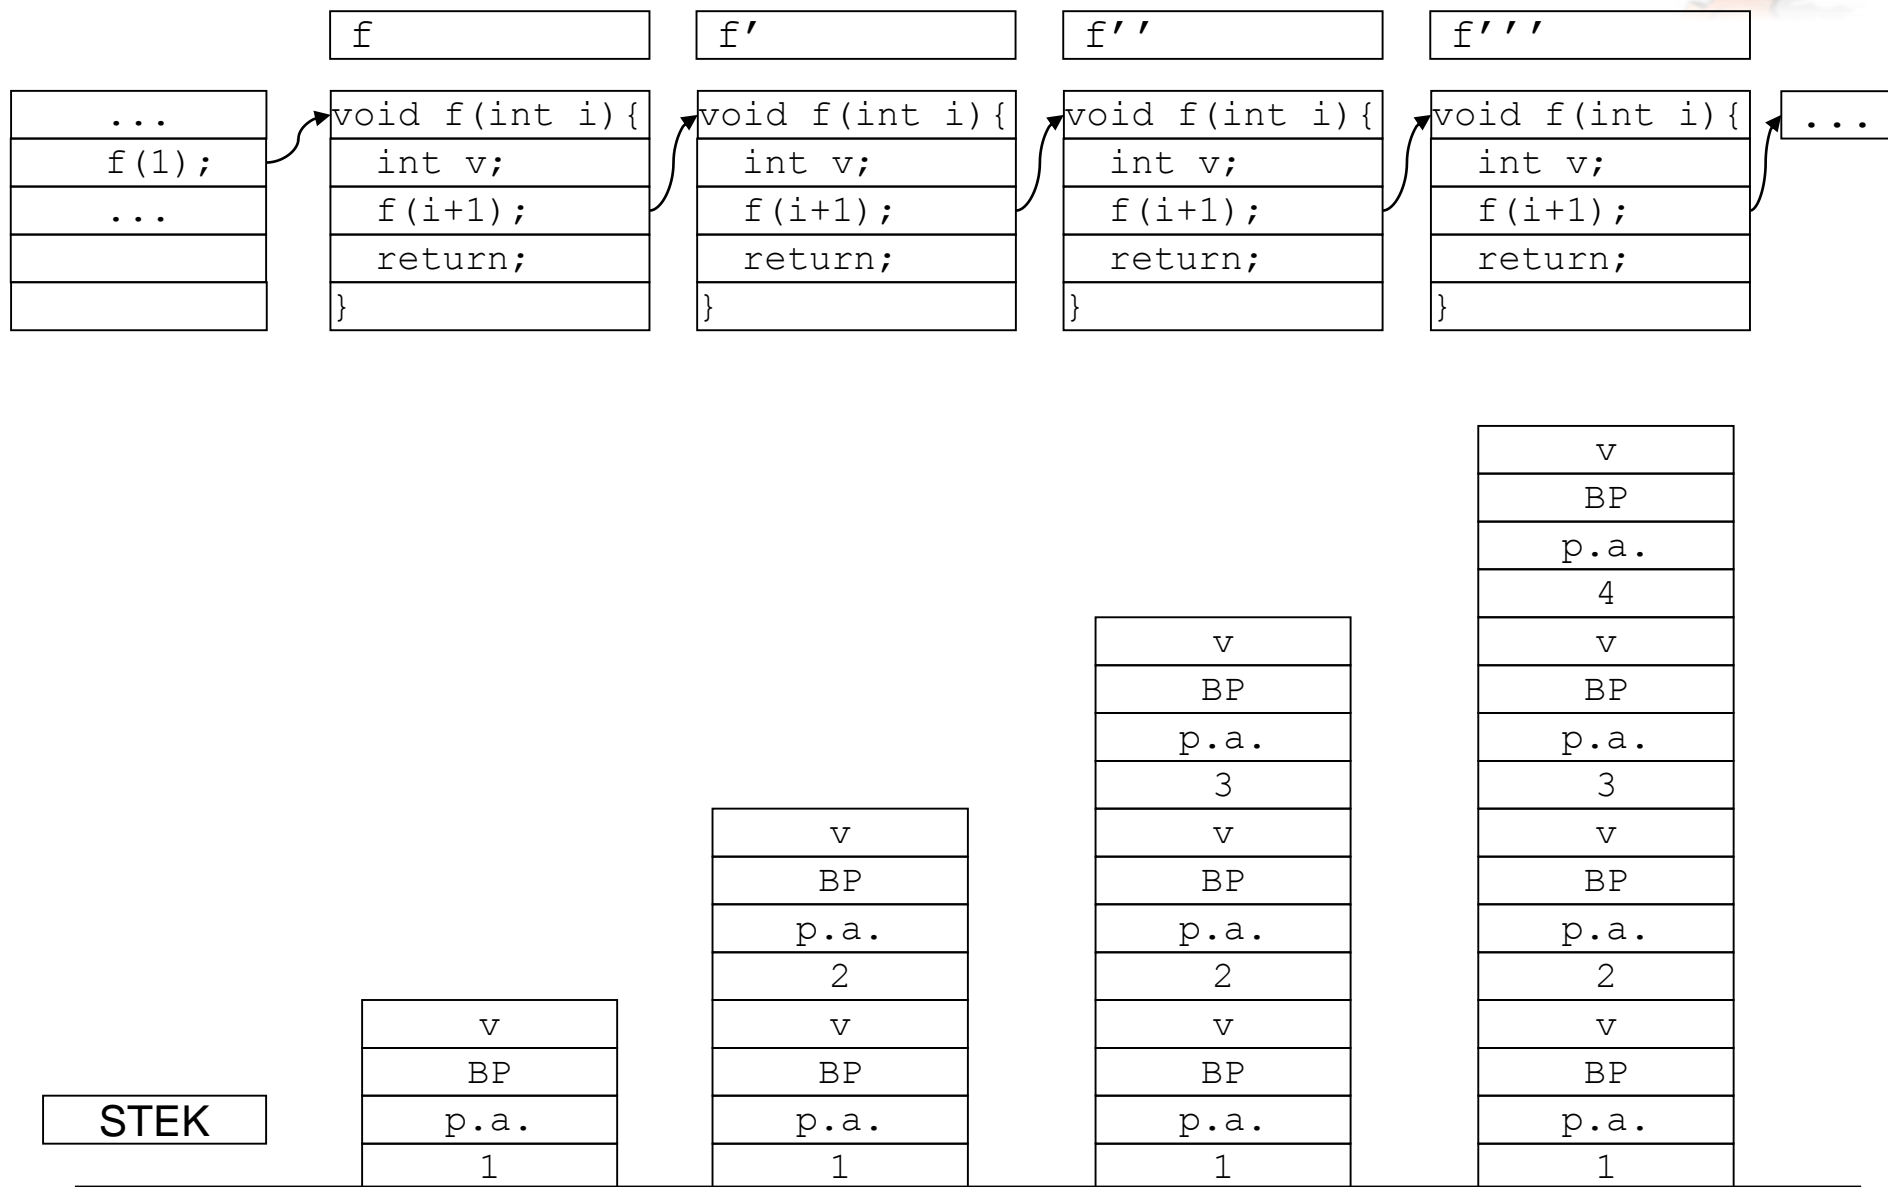 f
f'
f''
f'''
...
f(1);
...
void f(int i){
int v;
f(i+1);
return;
}
void f(int i){
int v;
f(i+1);
return;
}
void f(int i){
int v;
f(i+1);
return;
}
void f(int i){
int v;
f(i+1);
return;
}
...
STEK
v
BP
p.a.
1
v
BP
p.a.
2
v
BP
p.a.
1
v
BP
p.a.
3
v
BP
p.a.
2
v
BP
p.a.
1
v
BP
p.a.
4
v
BP
p.a.
3
v
BP
p.a.
2
v
BP
p.a.
1